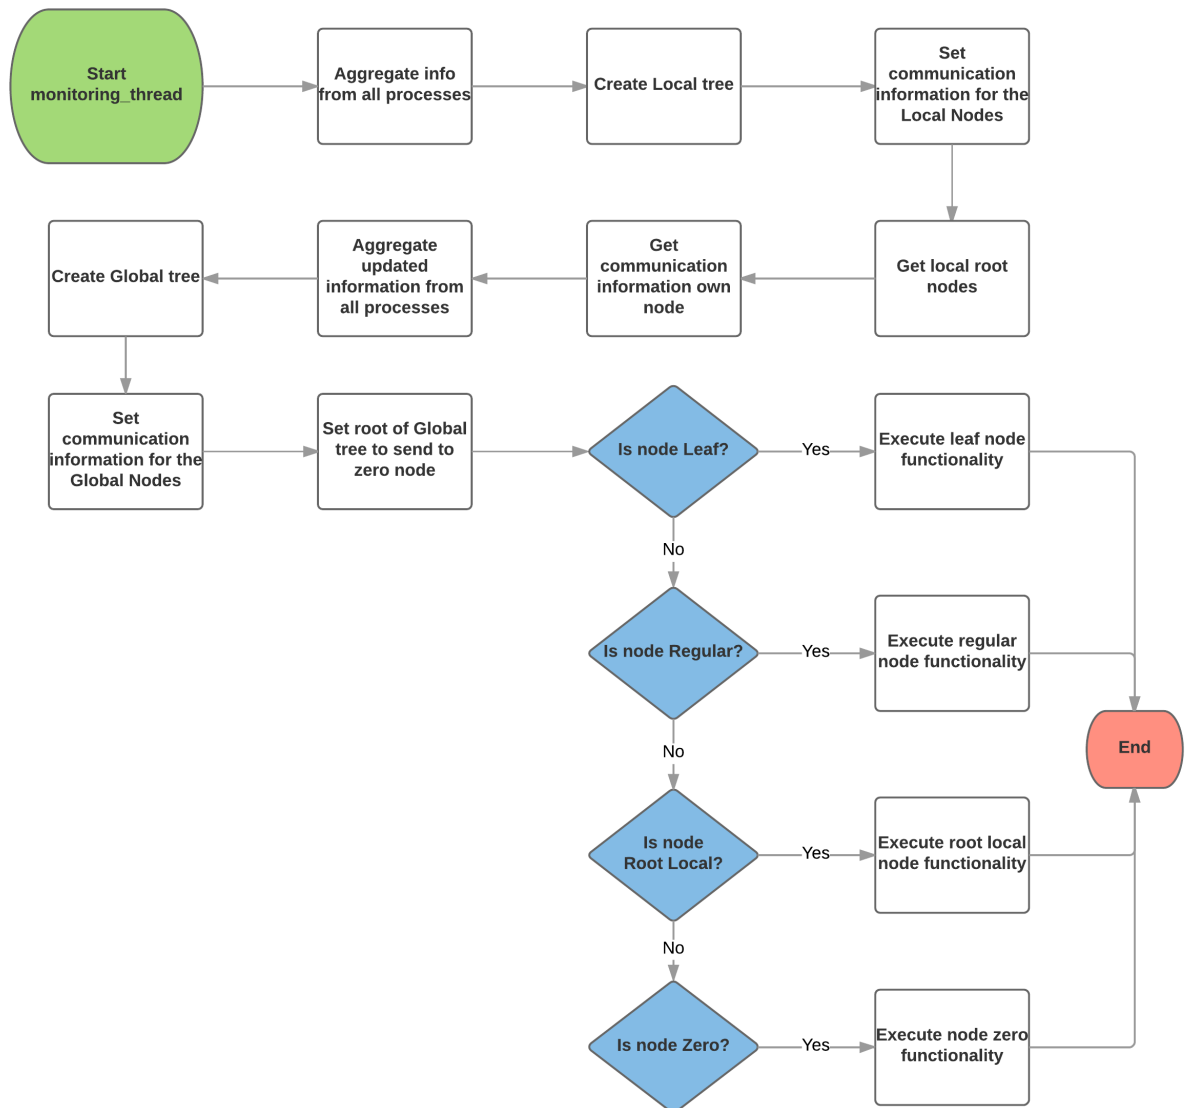 Start
monitoring_thread
Aggregate info
from all processes
Create Local tree
Set
communication
information for the
Local Nodes
Get local root
nodes
Get
communication
information own
node
Aggregate
updated
information from
all processes
Create Global tree
Set
communication
information for the
Global Nodes
Set root of Global
tree to send to
zero node
Is node Leaf?
Yes
Execute leaf node
functionality
No
Is node Regular?
Yes
Execute regular
node functionality
No
End
Is node
Root Local?
Yes
Execute root local
node functionality
No
Is node Zero?
Yes
Execute node zero
functionality